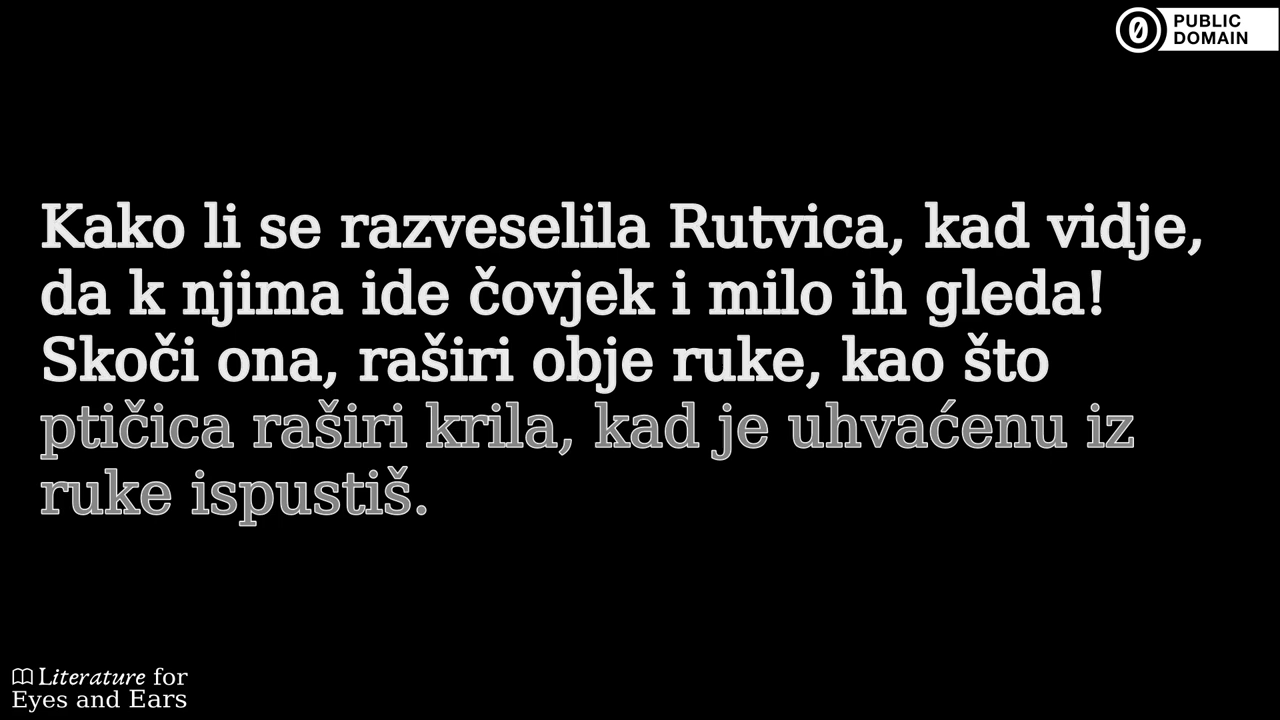 PUBLIC
DOMAIN
Kako li se razveselila Rutvica, kad vidje,
da k njima ide čovjek i milo ih gleda!
Skoči ona, raširi obje ruke, kao što
ptičica raširi krila, kad je uhvaćenu iz
ruke ispustiš.
Literature for
Eyes and Ears